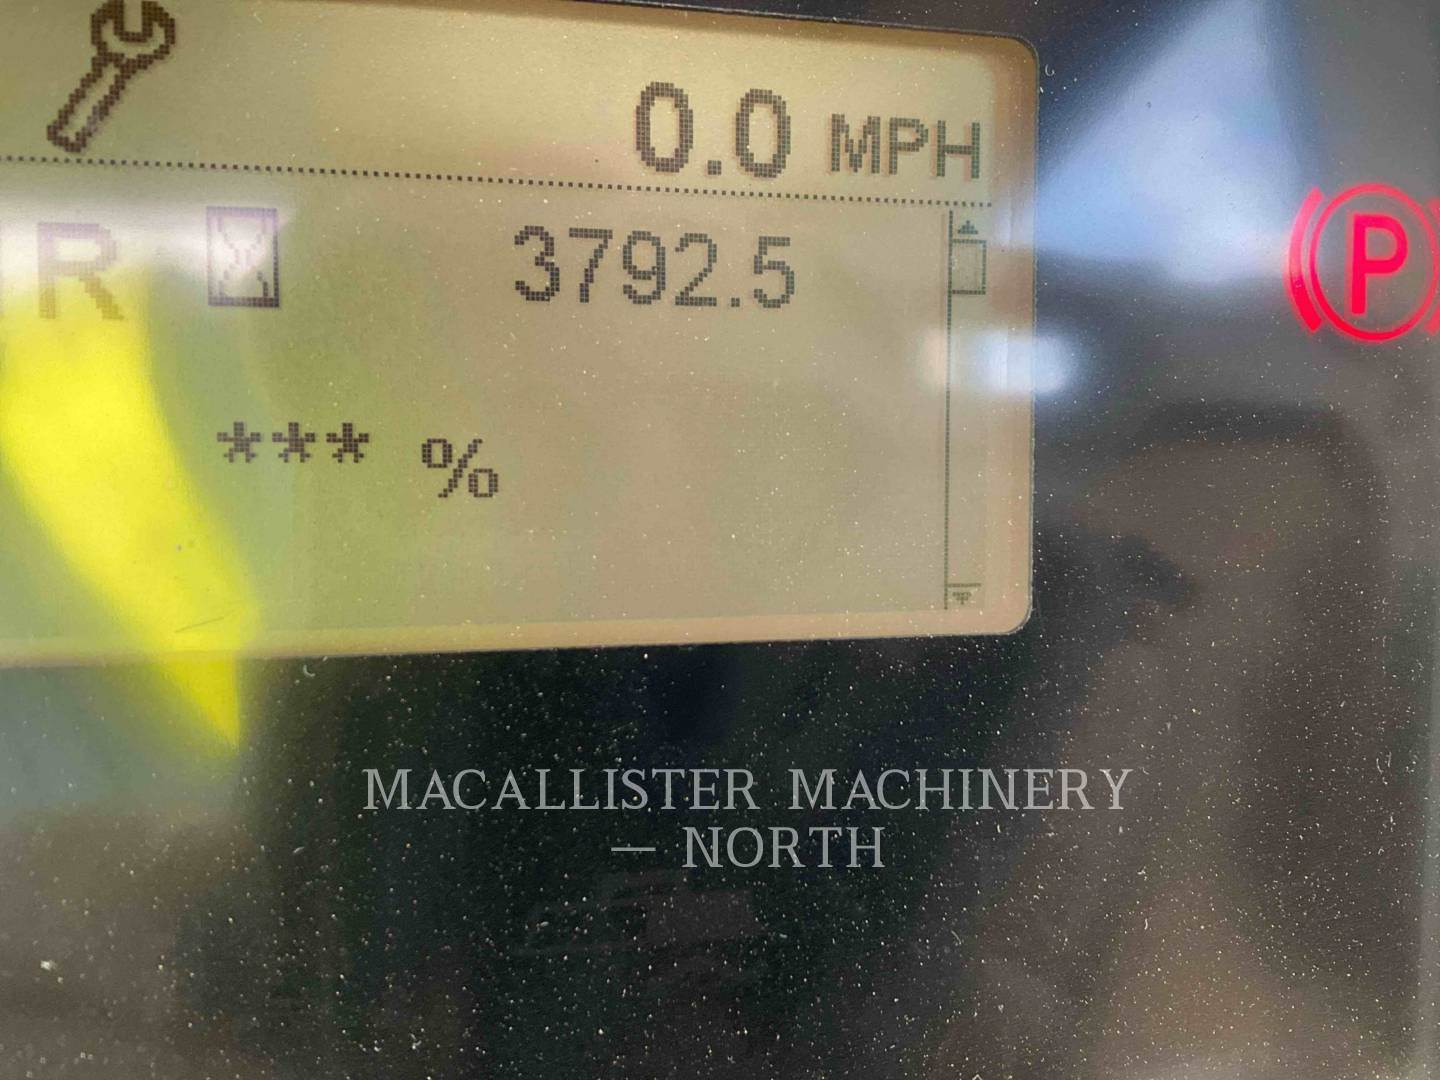 0.0 MPH
R 3792.5
*** %
P
MACALLISTER MACHINERY
— NORTH